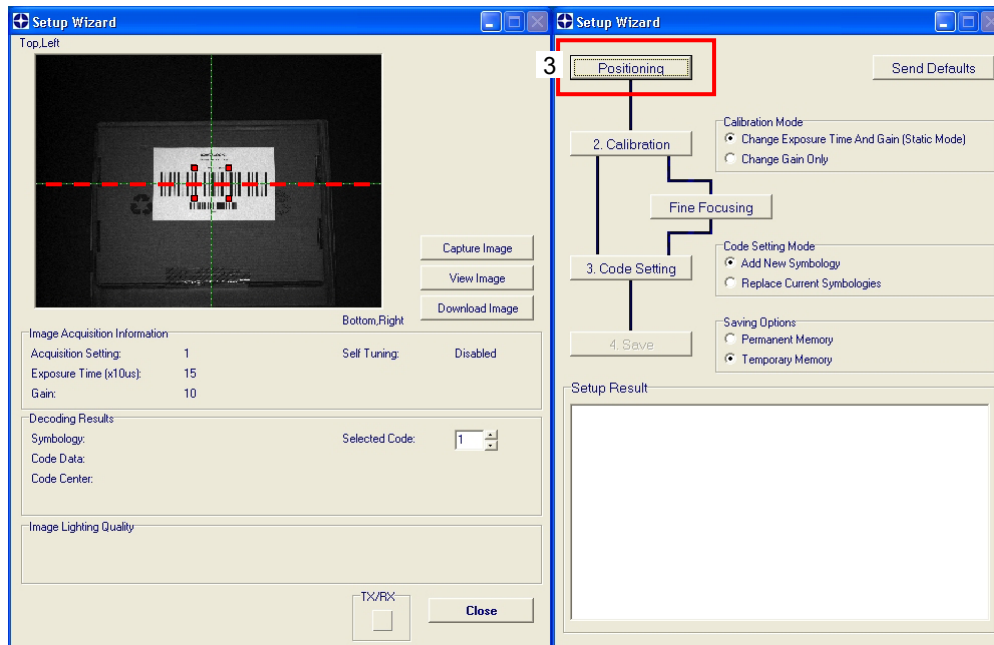 Setup Wizard
Top,Left
Capture Image
View Image
Download Image
Bottom,Right
Image Acquisition Information
Acquisition Setting: 1 Self Tuning: Disabled
Exposure Time (x10us): 15
Gain: 10
Decoding Results
Symbology: Selected Code: 1
Code Data:
Code Center:
Image Lighting Quality
TX/RX
Close
Setup Wizard
3
Positioning
Send Defaults
2. Calibration
Calibration Mode
Change Exposure Time And Gain (Static Mode)
Change Gain Only
Fine Focusing
3. Code Setting
Code Setting Mode
Add New Symbology
Replace Current Symbologies
4. Save
Saving Options
Permanent Memory
Temporary Memory
Setup Result